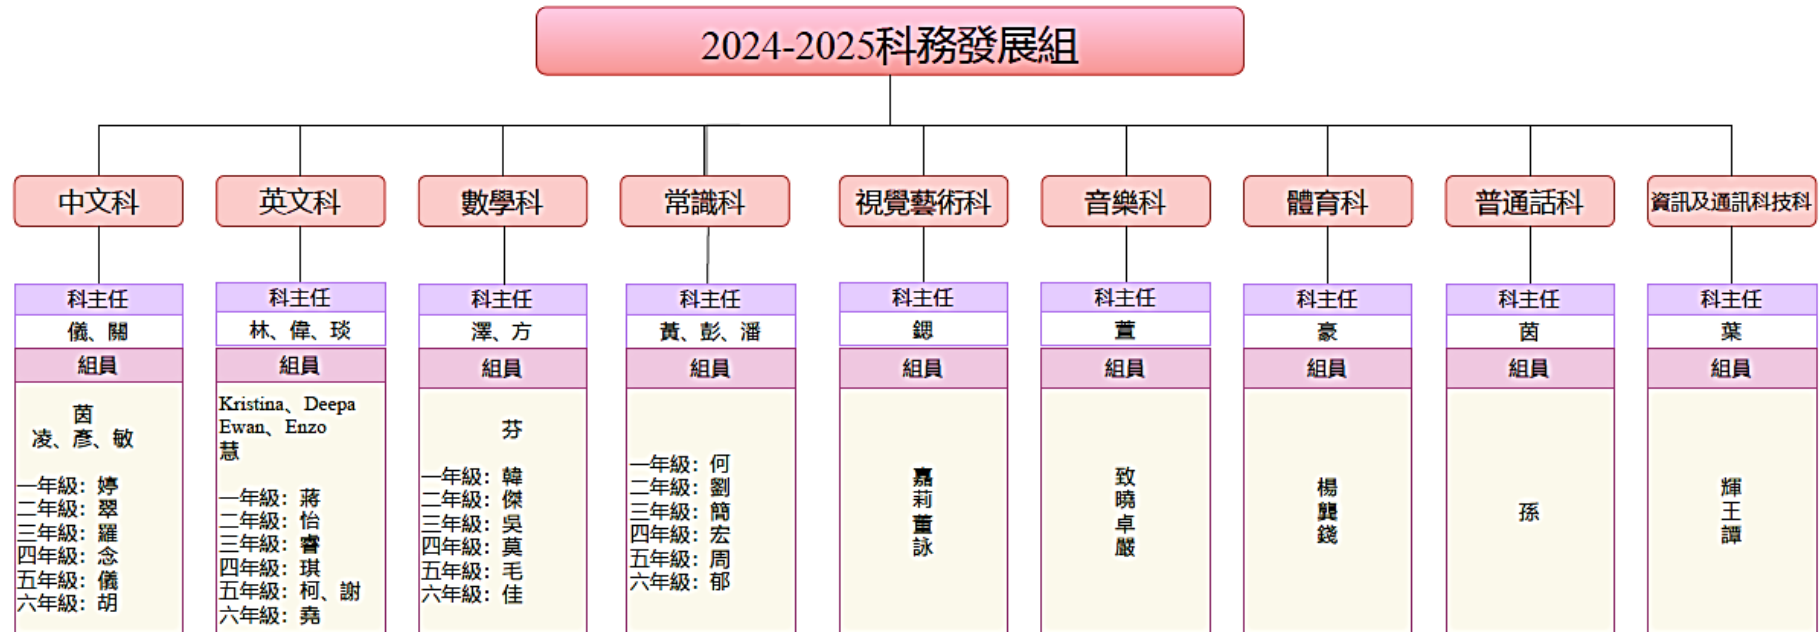 2024-2025科務發展組
中文科
科主任
儀、關
組員
茵
凌、彥、敏
一年級：婷
二年級：翠
三年級：羅
四年級：念
五年級：儀
六年級：胡
英文科
科主任
林、偉、琰
組員
Kristina、Deepa
Ewan、Enzo
慧
一年級：蔣
二年級：怡
三年級：睿
四年級：琪
五年級：柯、謝
六年級：堯
數學科
科主任
澤、方
組員
芬
一年級：韓
二年級：傑
三年級：吳
四年級：莫
五年級：毛
六年級：佳
常識科
科主任
黃、彭、潘
組員
一年級：何
二年級：劉
三年級：簡
四年級：宏
五年級：周
六年級：郁
視覺藝術科
科主任
鍶
組員
嘉
莉
董
詠
音樂科
科主任
萱
組員
致
曉
卓
嚴
體育科
科主任
豪
組員
楊
龔
錢
普通話科
科主任
茵
組員
孫
資訊及通訊科技科
科主任
葉
組員
輝
王
譚